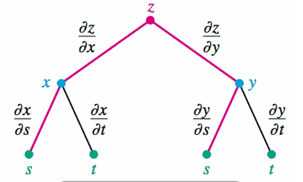 z
∂z/∂x ∂z/∂y
x y
∂x/∂s ∂x/∂t ∂y/∂s ∂y/∂t
s t s t